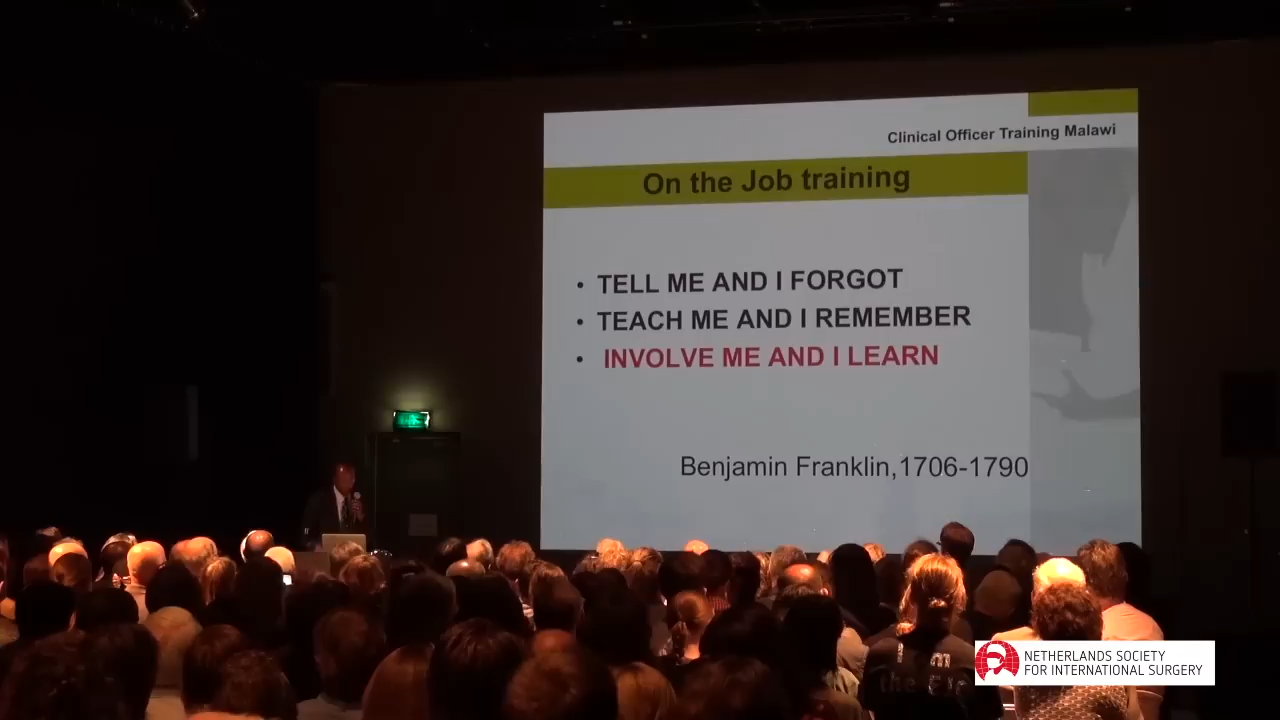 Clinical Officer Training Malawi
On the Job training
• TELL ME AND I FORGOT
• TEACH ME AND I REMEMBER
• INVOLVE ME AND I LEARN
Benjamin Franklin,1706-1790
NETHERLANDS SOCIETY
FOR INTERNATIONAL SURGERY